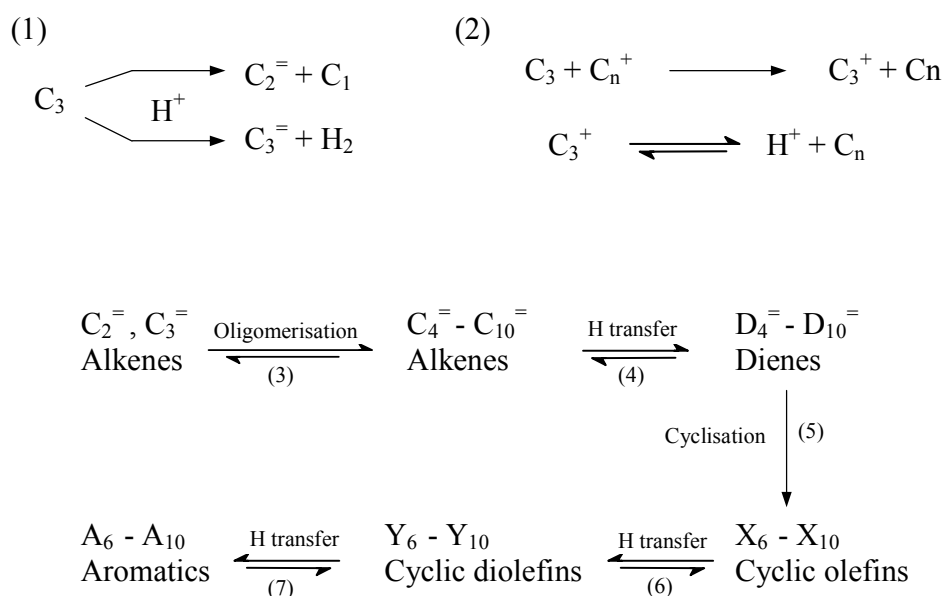 (1)
C₃
H⁺
C₂⁼ + C₁
C₃⁼ + H₂
(2)
C₃ + Cₙ⁺ C₃⁺ + Cn
C₃⁺ H⁺ + Cₙ
C₂⁼ , C₃⁼
Alkenes
Oligomerisation
(3)
C₄⁼ - C₁₀⁼
Alkenes
H transfer
(4)
D₄⁼ - D₁₀⁼
Dienes
Cyclisation
(5)
X₆ - X₁₀
Cyclic olefins
H transfer
(6)
Y₆ - Y₁₀
Cyclic diolefins
H transfer
(7)
A₆ - A₁₀
Aromatics